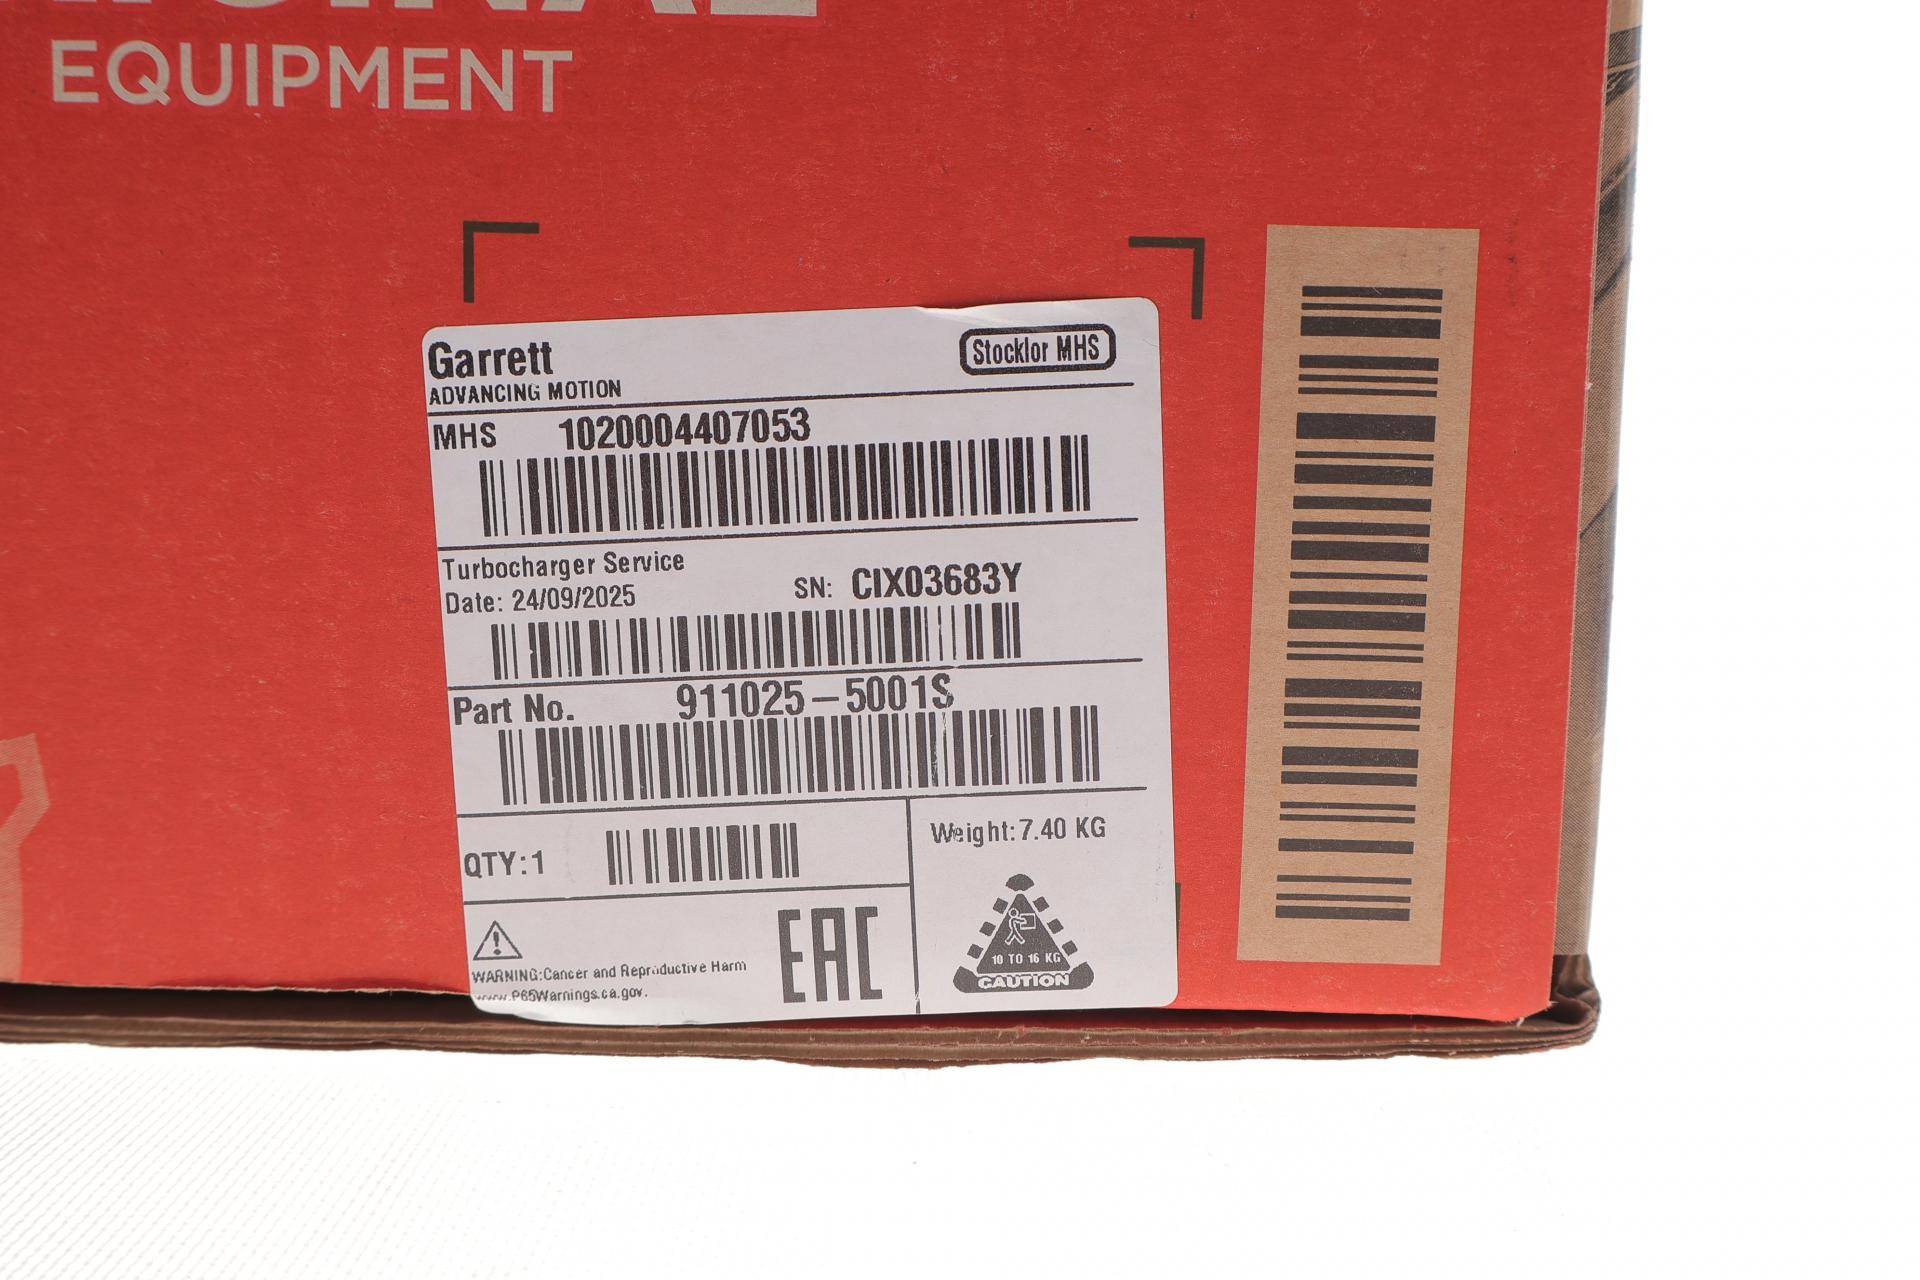 EQUIPMENT
Garrett
ADVANCING MOTION
Stocklor MHS
MHS 1020004407053
Turbocharger Service
Date: 24/09/2025 SN: CIX03683Y
Part No. 911025-5001S
QTY:1
Weight:7.40 KG
WARNING:Cancer and Reproductive Harm
www.P65Warnings.ca.gov.
EAC
10 TO 16 KG
CAUTION